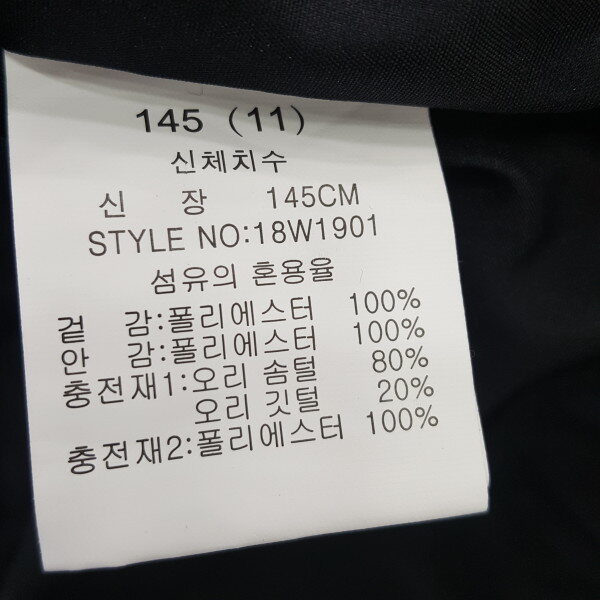 145 (11)
신체치수
신 장 145CM
STYLE NO:18W1901
섬유의 혼용율
겉 감:폴리에스터 100%
안 감:폴리에스터 100%
충전재1:오리 솜털 80%
오리 깃털 20%
충전재2:폴리에스터 100%